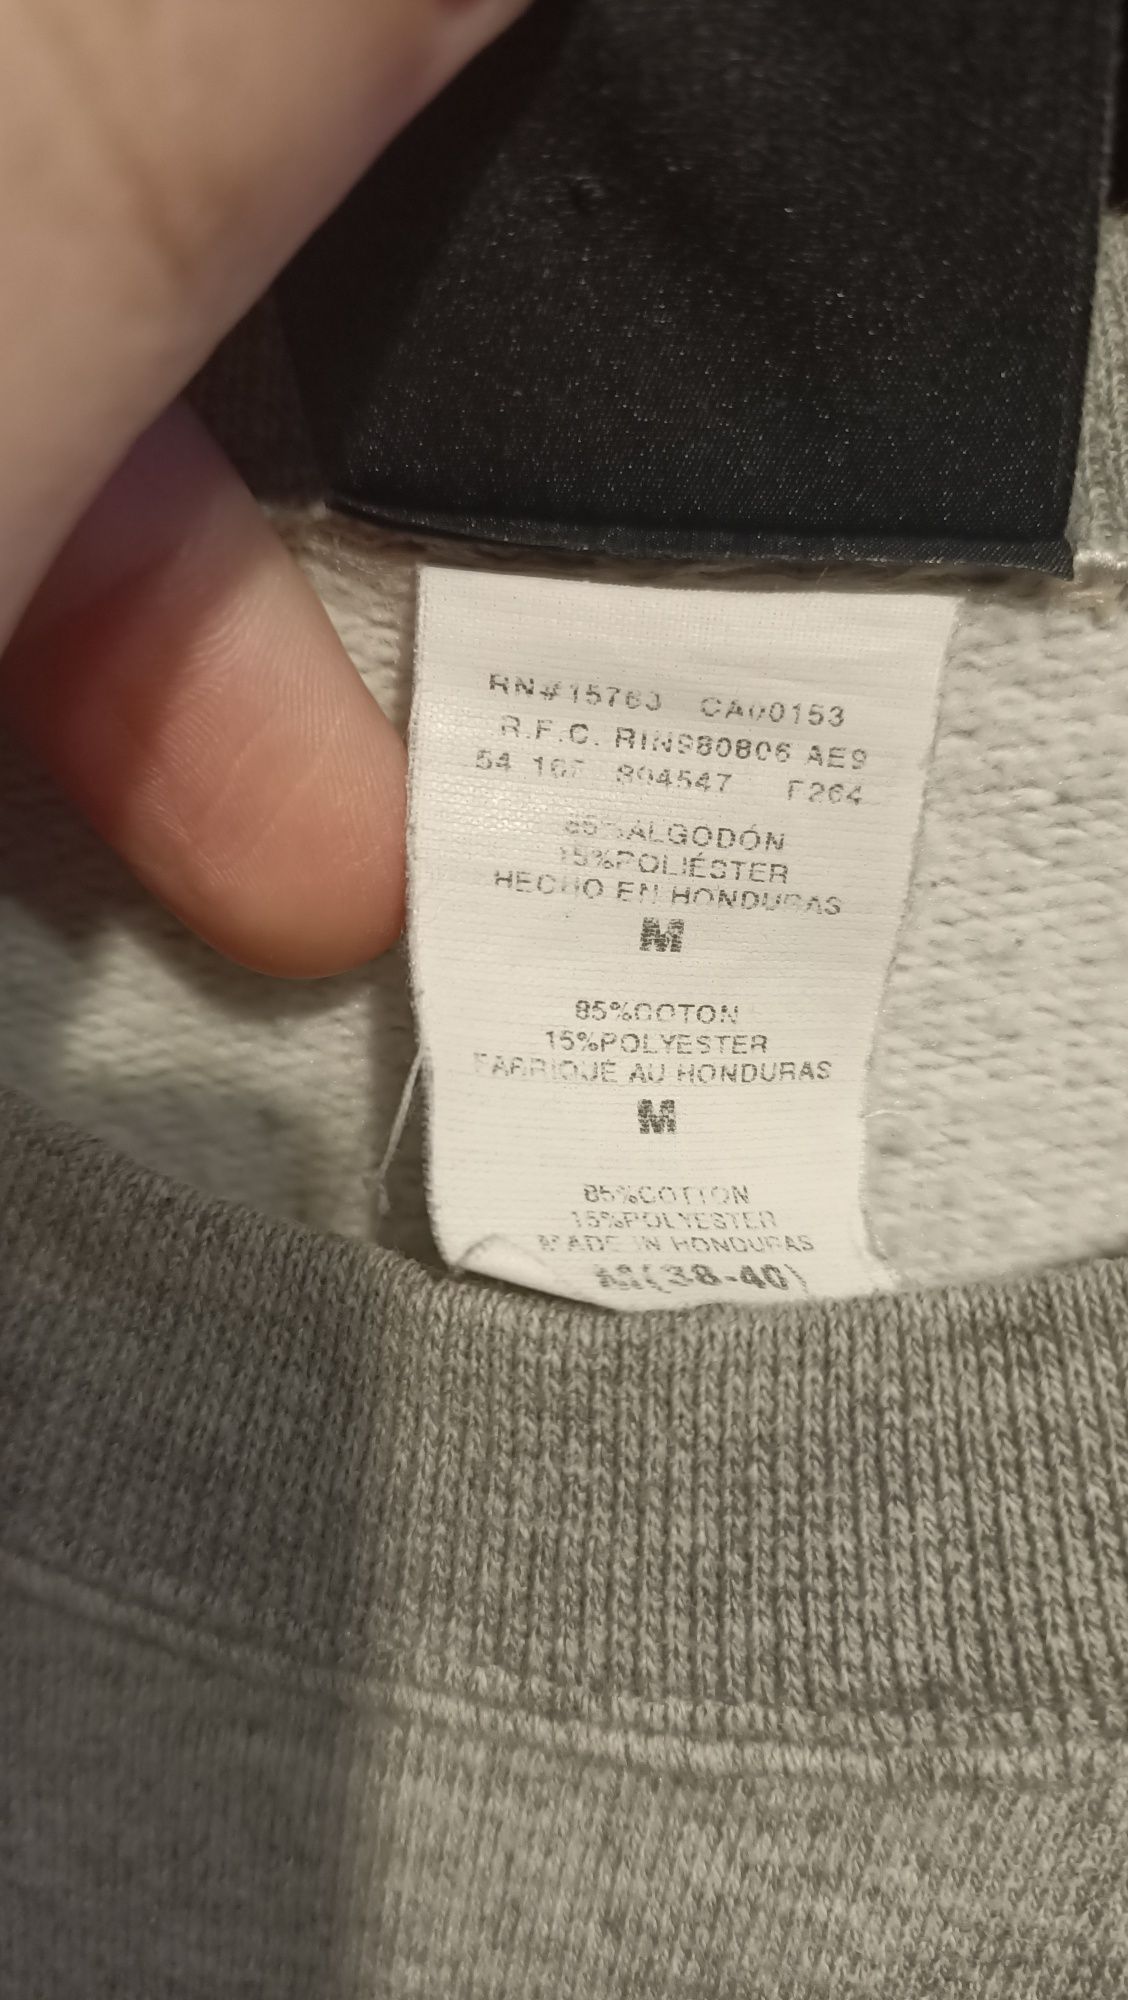 RN#15763 CA00153
R.F.C. RIN980806 AE9
54 804547 F264
85%ALGODÓN
15%POLIÉSTER
HECHO EN HONDURAS
M
85%COTON
15%POLYESTER
FABRIQUÉ AU HONDURAS
M
85%COTTON
15%POLYESTER
MADE IN HONDURAS
M(38-40)